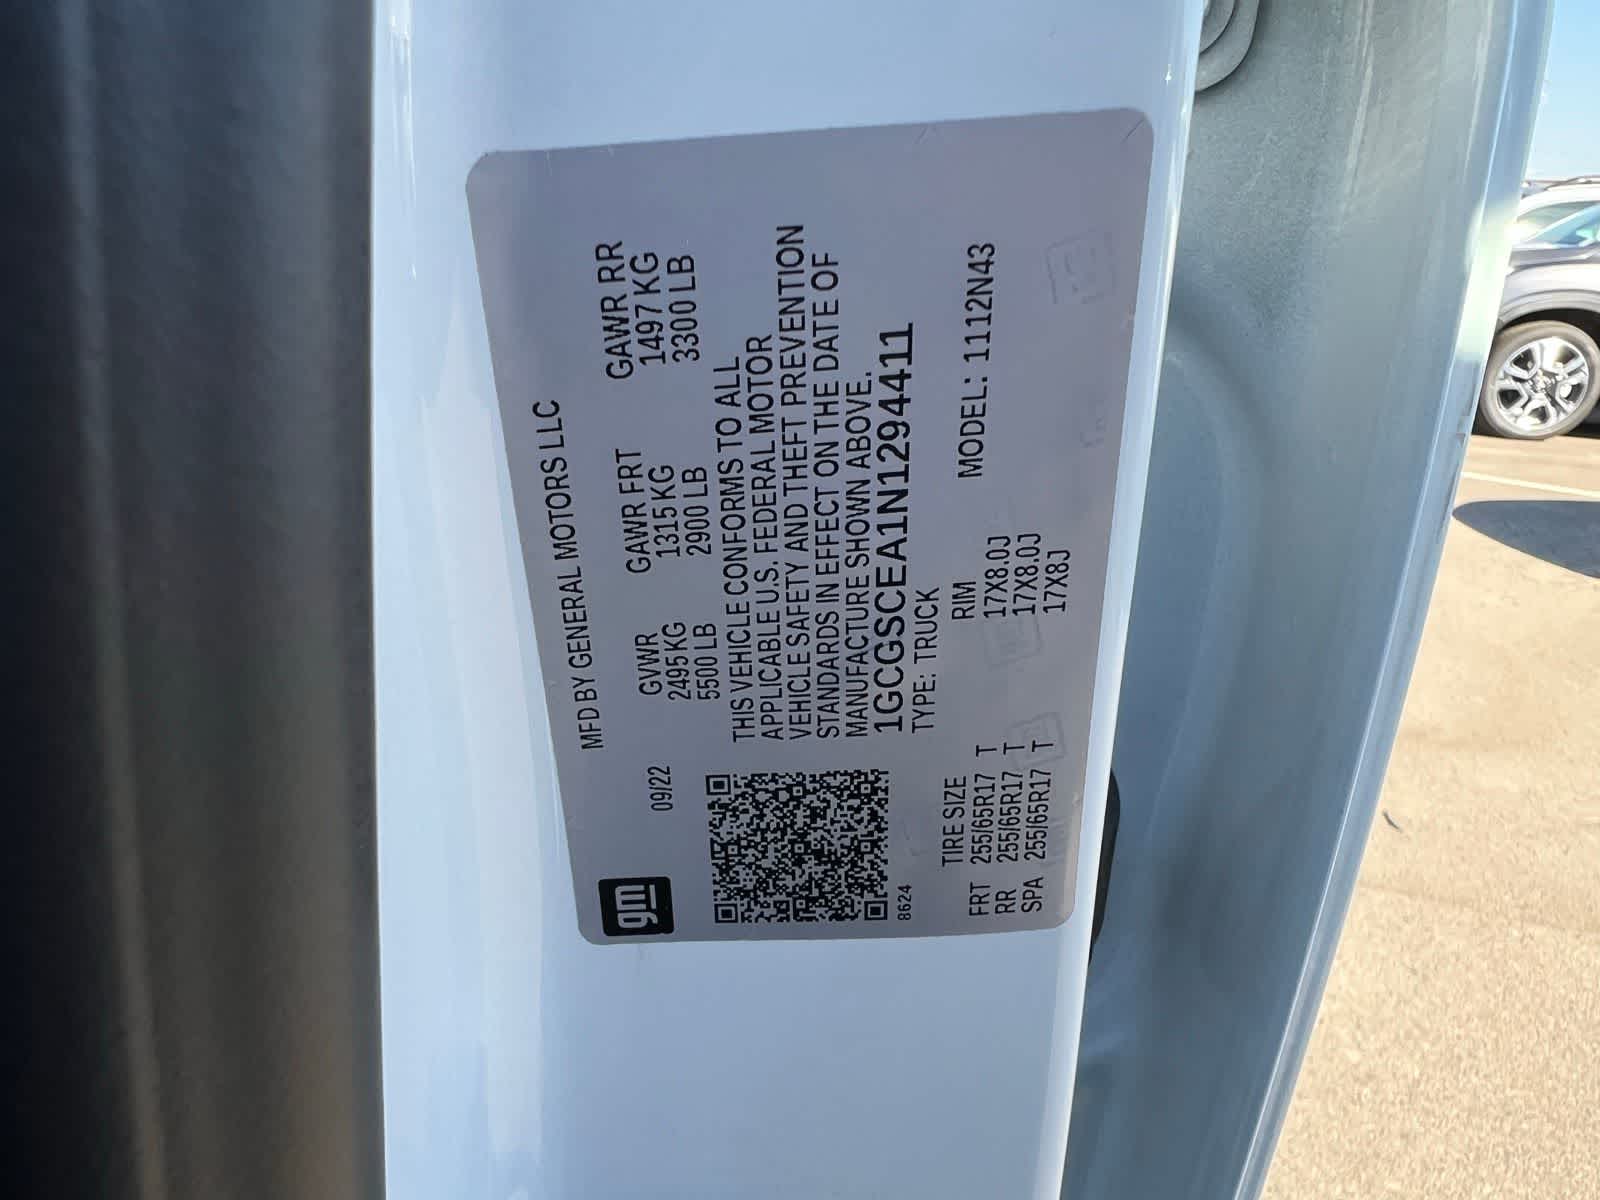 gm
09/22
MFD BY GENERAL MOTORS LLC
GVWR GAWR FRT GAWR RR
2495 KG 1315 KG 1497 KG
5500 LB 2900 LB 3300 LB
THIS VEHICLE CONFORMS TO ALL
APPLICABLE U.S. FEDERAL MOTOR
VEHICLE SAFETY AND THEFT PREVENTION
STANDARDS IN EFFECT ON THE DATE OF
MANUFACTURE SHOWN ABOVE.
1GCGSCEA1N1294411
8624
TYPE: TRUCK
TIRE SIZE RIM MODEL: 1112N43
FRT 255/65R17 T 17X8.0J
RR 255/65R17 T 17X8.0J
SPA 255/65R17 T 17X8J